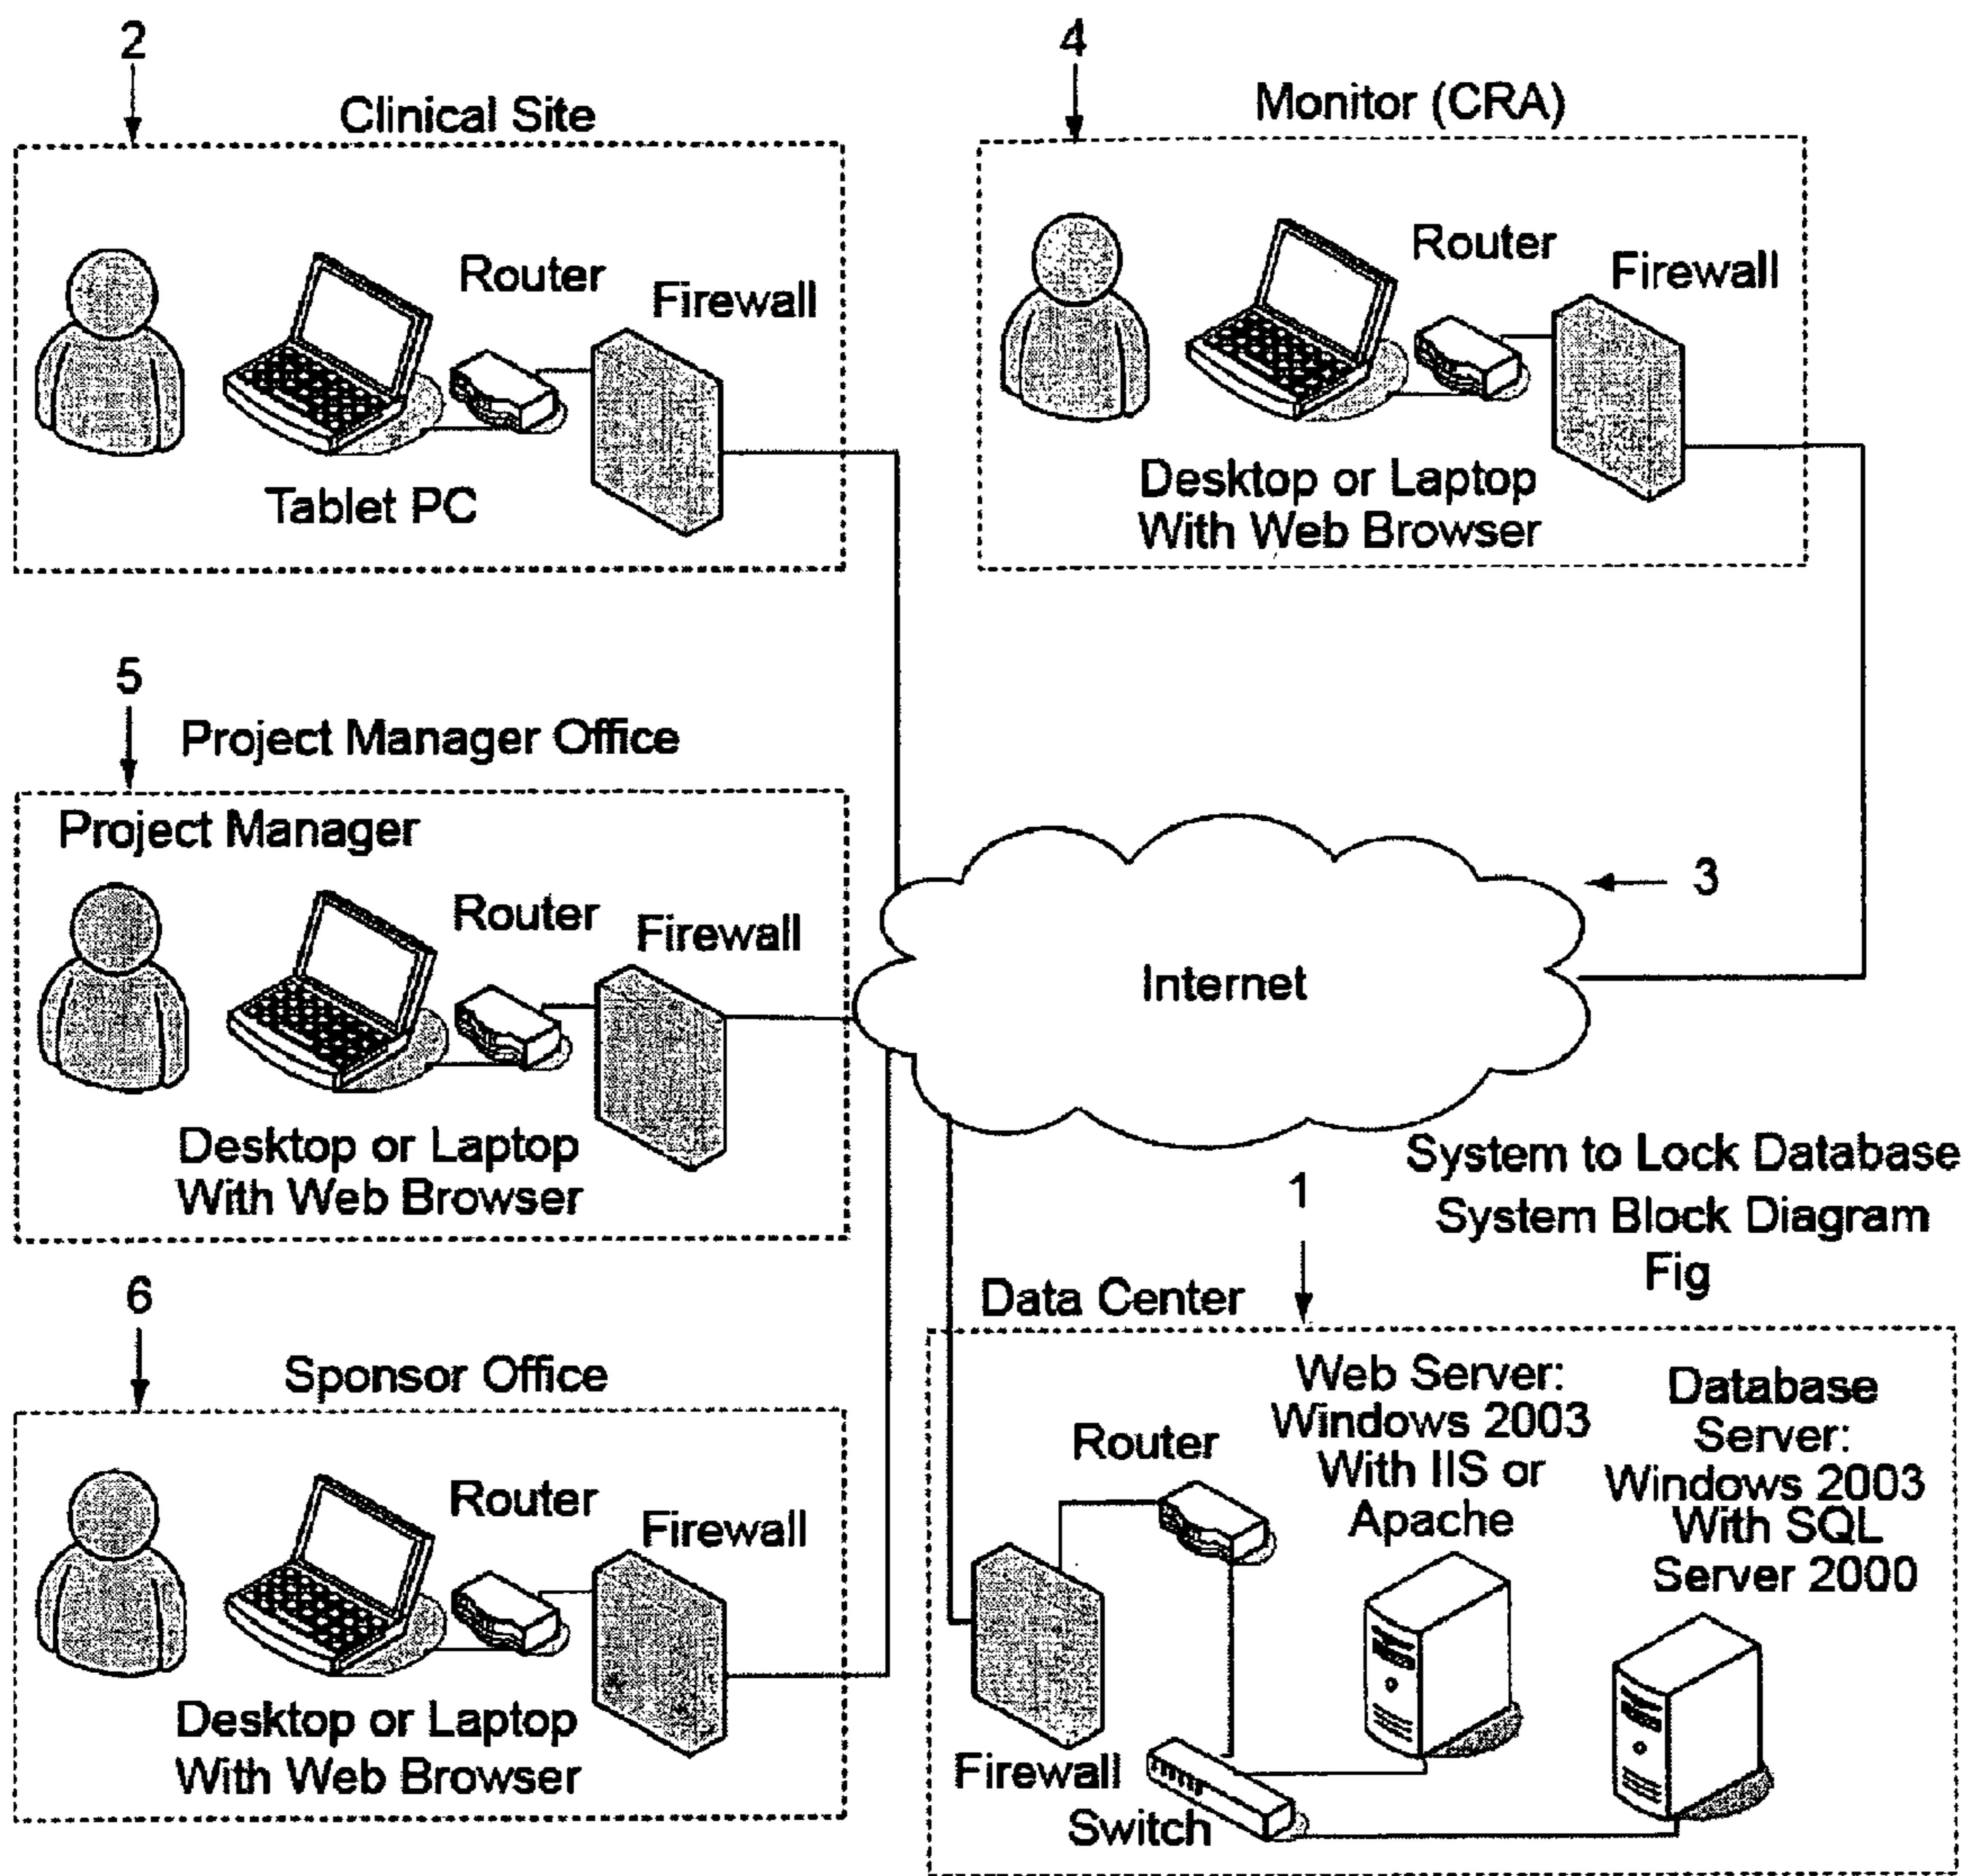 2
Clinical Site
Router
Firewall
Tablet PC
4
Monitor (CRA)
Router
Firewall
Desktop or Laptop
With Web Browser
5
Project Manager Office
Project Manager
Router
Firewall
Desktop or Laptop
With Web Browser
Internet
3
System to Lock Database
System Block Diagram
Fig
6
Sponsor Office
Router
Firewall
Desktop or Laptop
With Web Browser
1
Data Center
Router
Web Server:
Windows 2003
With IIS or
Apache
Database
Server:
Windows 2003
With SQL
Server 2000
Firewall
Switch